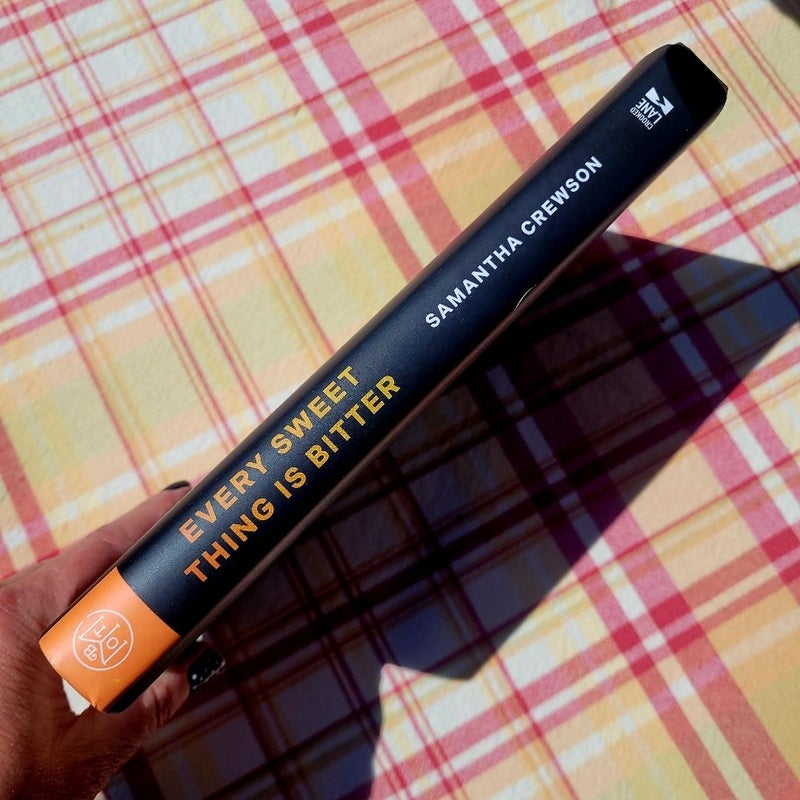 EVERY SWEET
THING IS BITTER
SAMANTHA CREWSON
CROOKED
LANE